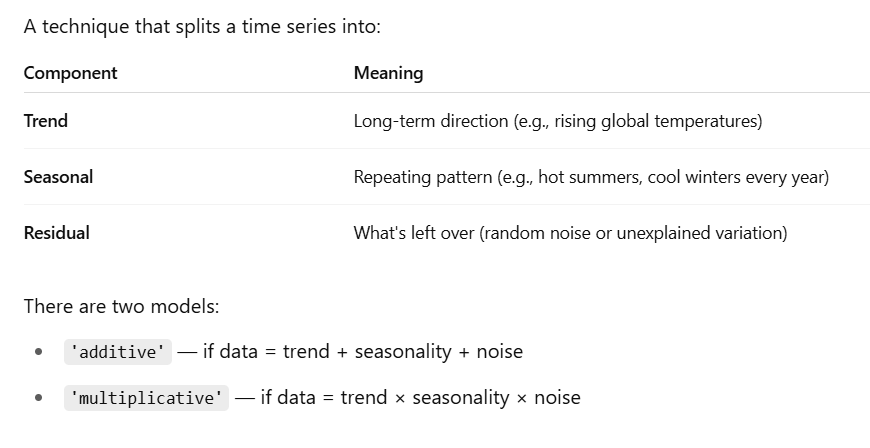 A technique that splits a time series into:
Component Meaning
Trend Long-term direction (e.g., rising global temperatures)
Seasonal Repeating pattern (e.g., hot summers, cool winters every year)
Residual What's left over (random noise or unexplained variation)
There are two models:
• 'additive' — if data = trend + seasonality + noise
• 'multiplicative' — if data = trend × seasonality × noise